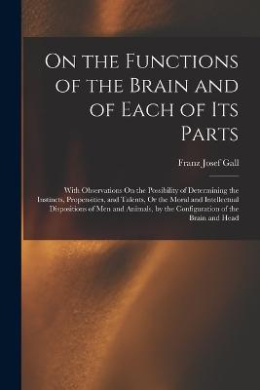 On the Functions
of the Brain and
of Each of Its
Parts
Franz Josef Gall
With Observations On the Possibility of Determining the
Instincts, Propensities, and Talents, Or the Moral and Intellectual
Dispositions of Men and Animals, by the Configuration of the
Brain and Head